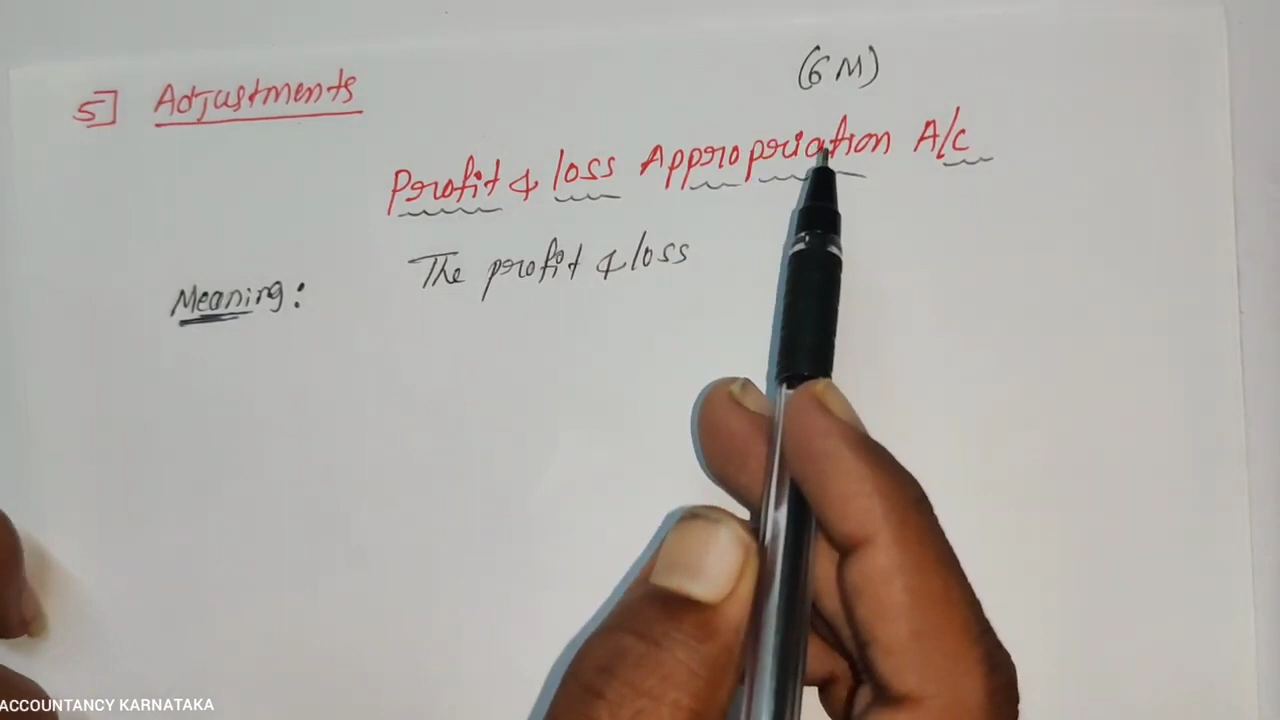 (6 M)
5] Adjustments
Profit & loss Appropriation A/c
The profit & loss
Meaning:
ACCOUNTANCY KARNATAKA